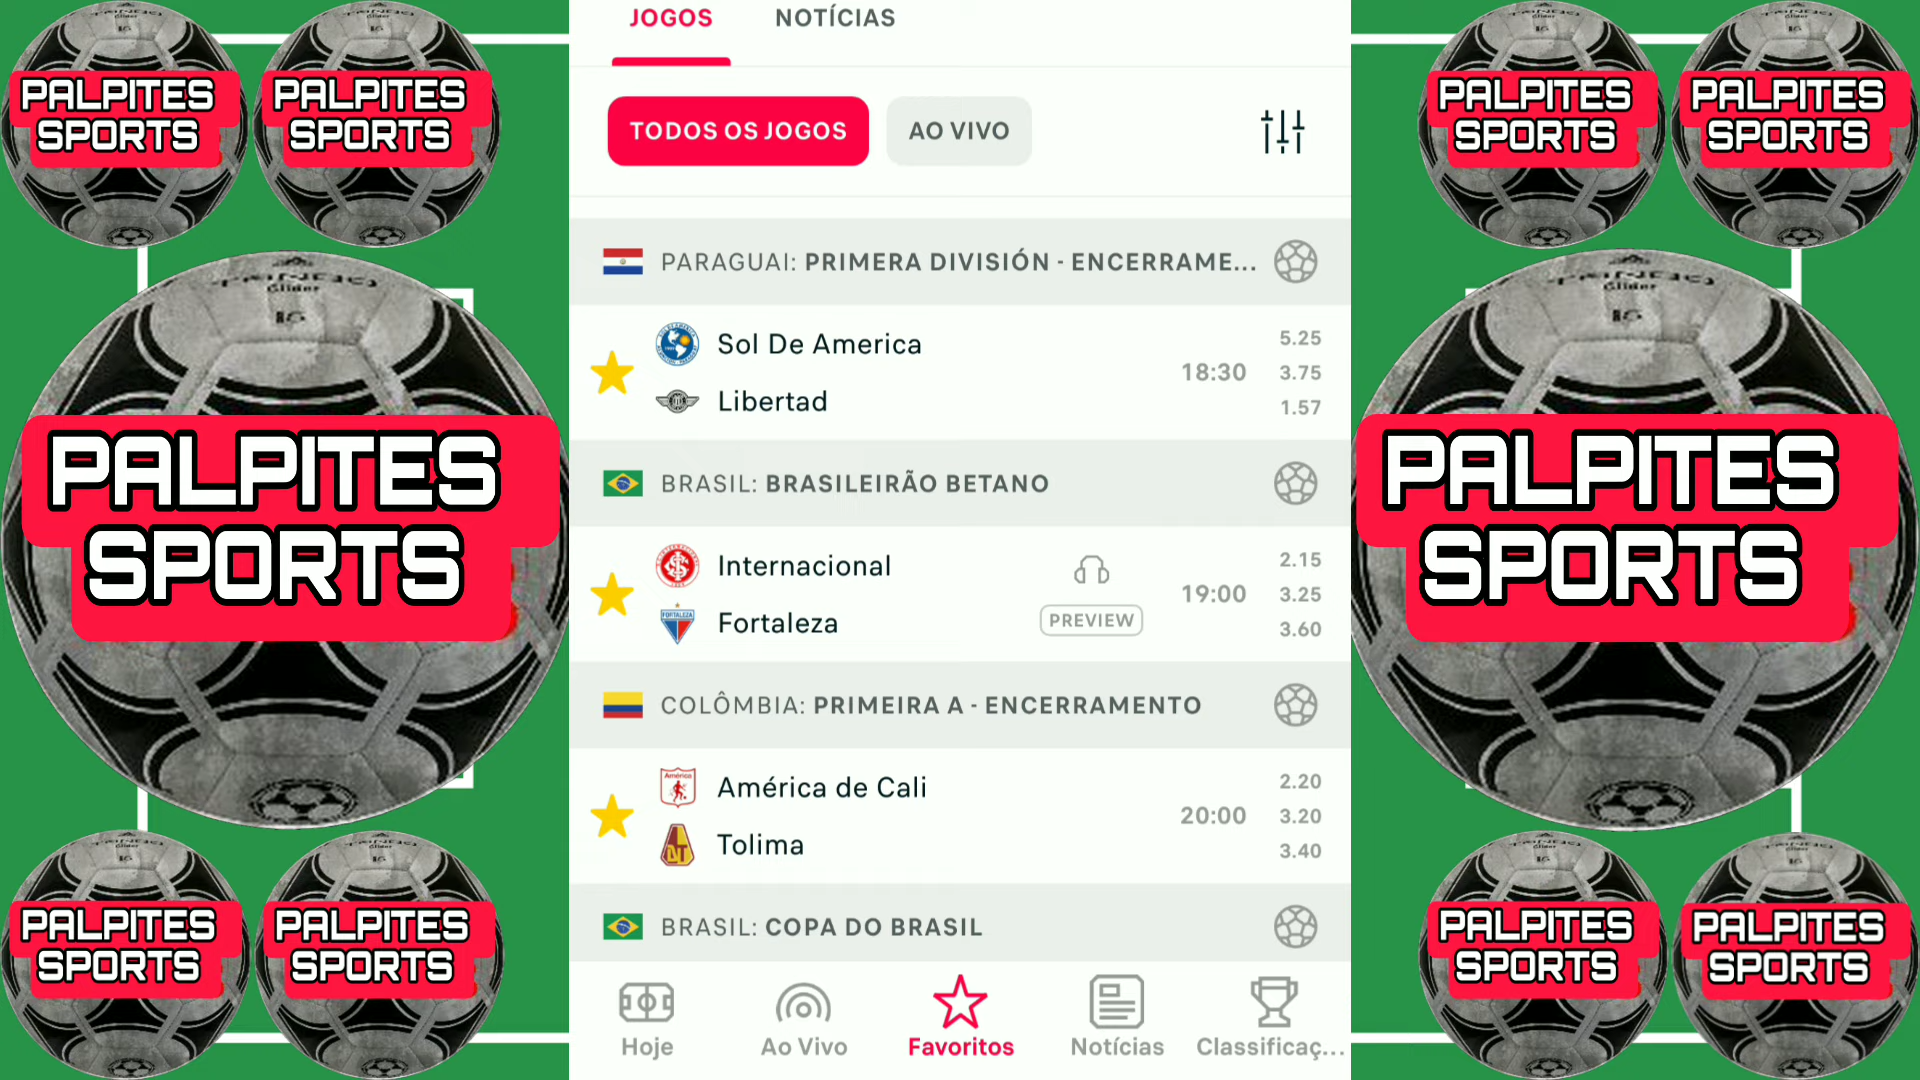 JOGOS NOTÍCIAS
TODOS OS JOGOS AO VIVO
PARAGUAI: PRIMERA DIVISIÓN - ENCERRAME...
Sol De America
Libertad
18:30
5.25
3.75
1.57
BRASIL: BRASILEIRÃO BETANO
Internacional
Fortaleza
PREVIEW
19:00
2.15
3.25
3.60
COLÔMBIA: PRIMEIRA A - ENCERRAMENTO
América de Cali
Tolima
20:00
2.20
3.20
3.40
BRASIL: COPA DO BRASIL
Hoje Ao Vivo Favoritos Notícias Classificaç...
PALPITES
SPORTS
PALPITES
SPORTS
PALPITES
SPORTS
PALPITES
SPORTS
PALPITES
SPORTS
PALPITES
SPORTS
PALPITES
SPORTS
PALPITES
SPORTS
PALPITES
SPORTS
PALPITES
SPORTS